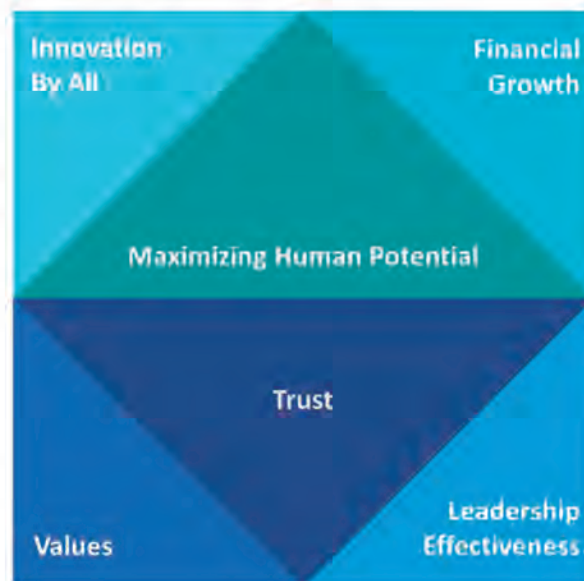 Innovation
By All
Financial
Growth
Maximizing Human Potential
Trust
Values
Leadership
Effectiveness